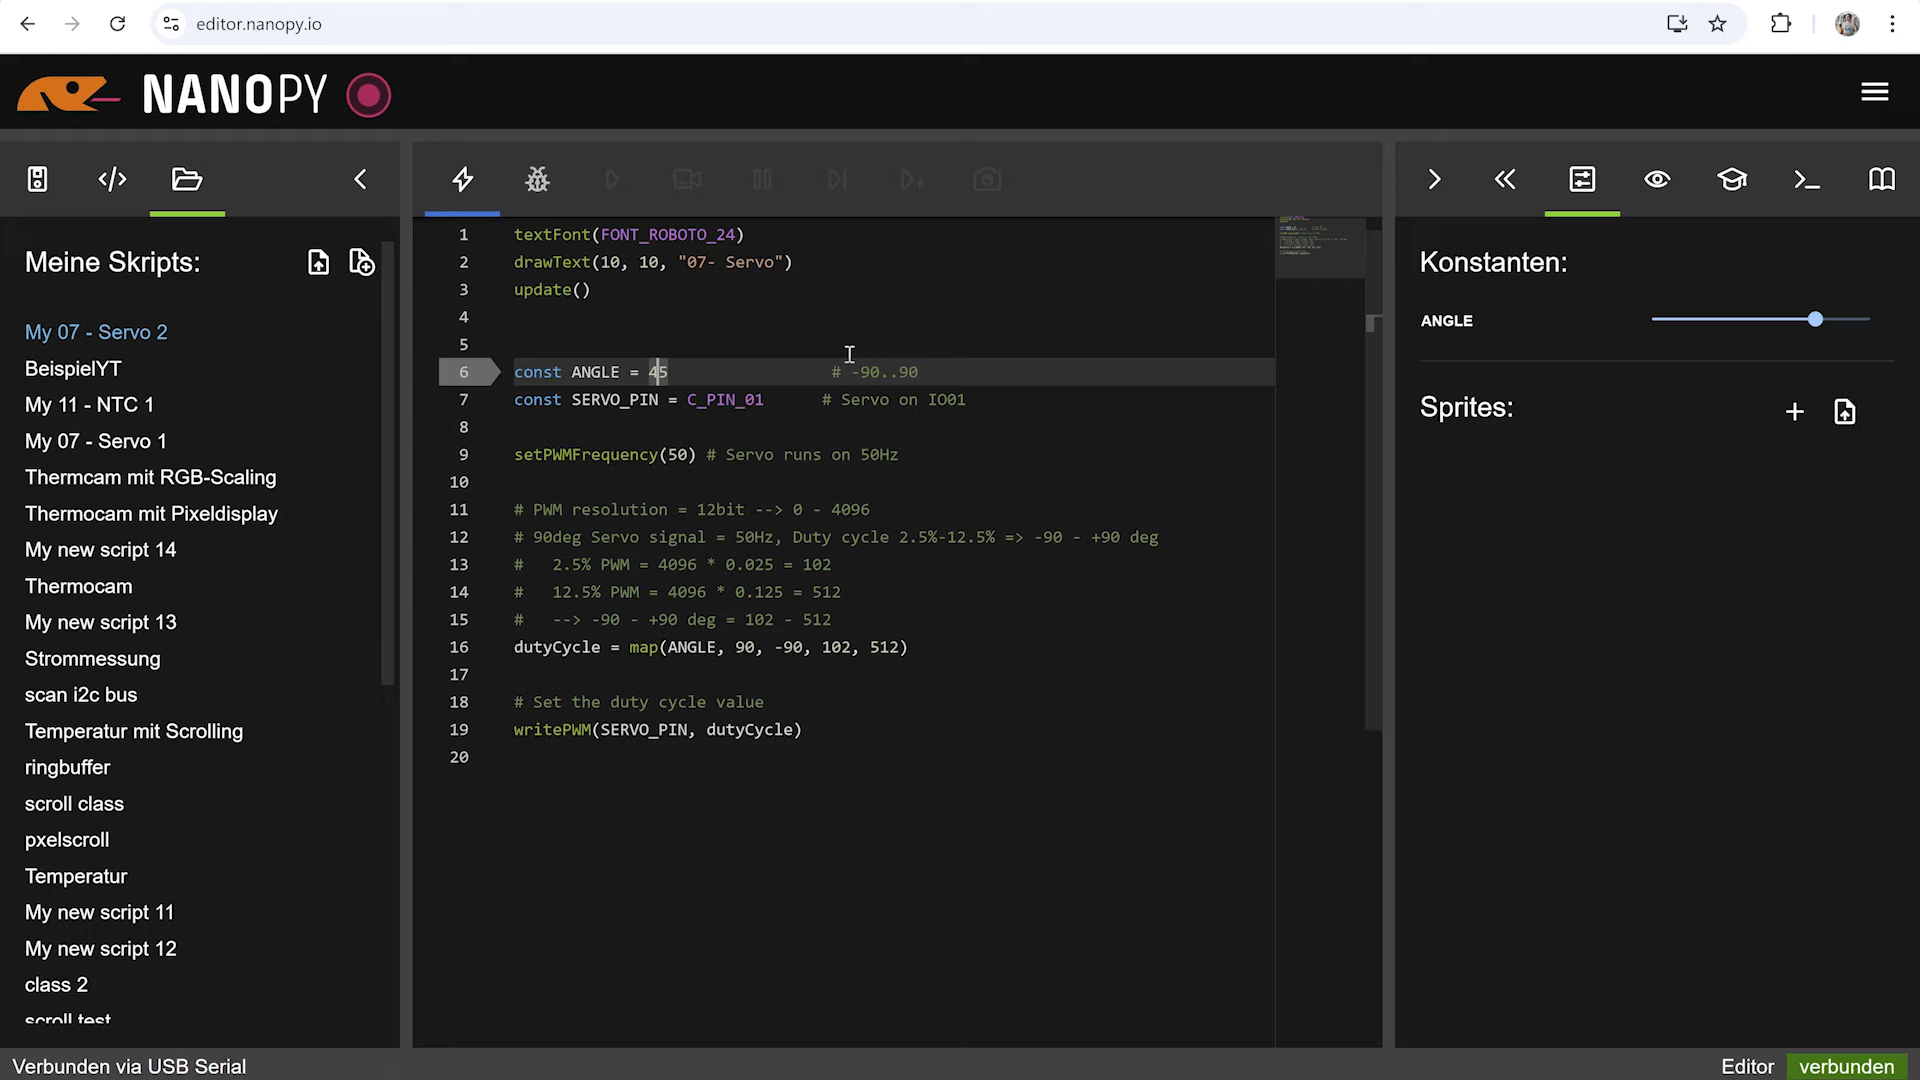 editor.nanopy.io
NANOPY
Meine Skripts:
My 07 - Servo 2
BeispielYT
My 11 - NTC 1
My 07 - Servo 1
Thermcam mit RGB-Scaling
Thermocam mit Pixeldisplay
My new script 14
Thermocam
My new script 13
Strommessung
scan i2c bus
Temperatur mit Scrolling
ringbuffer
scroll class
pxelscroll
Temperatur
My new script 11
My new script 12
class 2
scroll test
1 textFont(FONT_ROBOTO_24)
2 drawText(10, 10, "07- Servo")
3 update()
4
5
6 const ANGLE = 45 # -90..90
7 const SERVO_PIN = C_PIN_01 # Servo on IO01
8
9 setPWMFrequency(50) # Servo runs on 50Hz
10
11 # PWM resolution = 12bit --> 0 - 4096
12 # 90deg Servo signal = 50Hz, Duty cycle 2.5%-12.5% => -90 - +90 deg
13 # 2.5% PWM = 4096 * 0.025 = 102
14 # 12.5% PWM = 4096 * 0.125 = 512
15 # --> -90 - +90 deg = 102 - 512
16 dutyCycle = map(ANGLE, 90, -90, 102, 512)
17
18 # Set the duty cycle value
19 writePWM(SERVO_PIN, dutyCycle)
20
Konstanten:
ANGLE
Sprites:
Verbunden via USB Serial
Editor verbunden